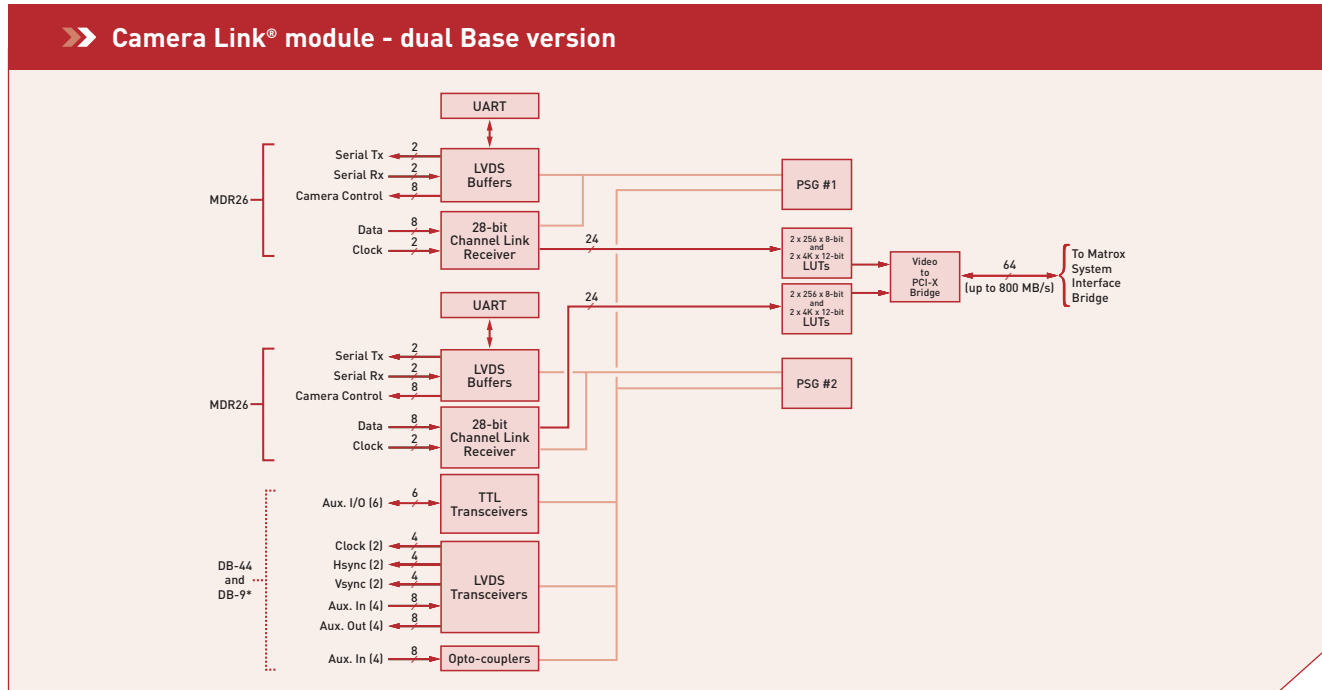 Camera Link® module - dual Base version
UART
Serial Tx
2
Serial Rx
2
Camera Control
8
LVDS
Buffers
PSG #1
MDR26
Data
8
Clock
2
28-bit
Channel Link
Receiver
24
2 x 256 x 8-bit
and
2 x 4K x 12-bit
LUTs
Video
to
PCI-X
Bridge
64
(up to 800 MB/s)
To Matrox
System
Interface
Bridge
24
2 x 256 x 8-bit
and
2 x 4K x 12-bit
LUTs
UART
Serial Tx
2
Serial Rx
2
Camera Control
8
LVDS
Buffers
PSG #2
MDR26
Data
8
Clock
2
28-bit
Channel Link
Receiver
Aux. I/O (6)
6
TTL
Transceivers
DB-44
and
DB-9*
Clock (2)
4
Hsync (2)
4
Vsync (2)
4
Aux. In (4)
8
Aux. Out (4)
8
LVDS
Transceivers
Aux. In (4)
8
Opto-couplers